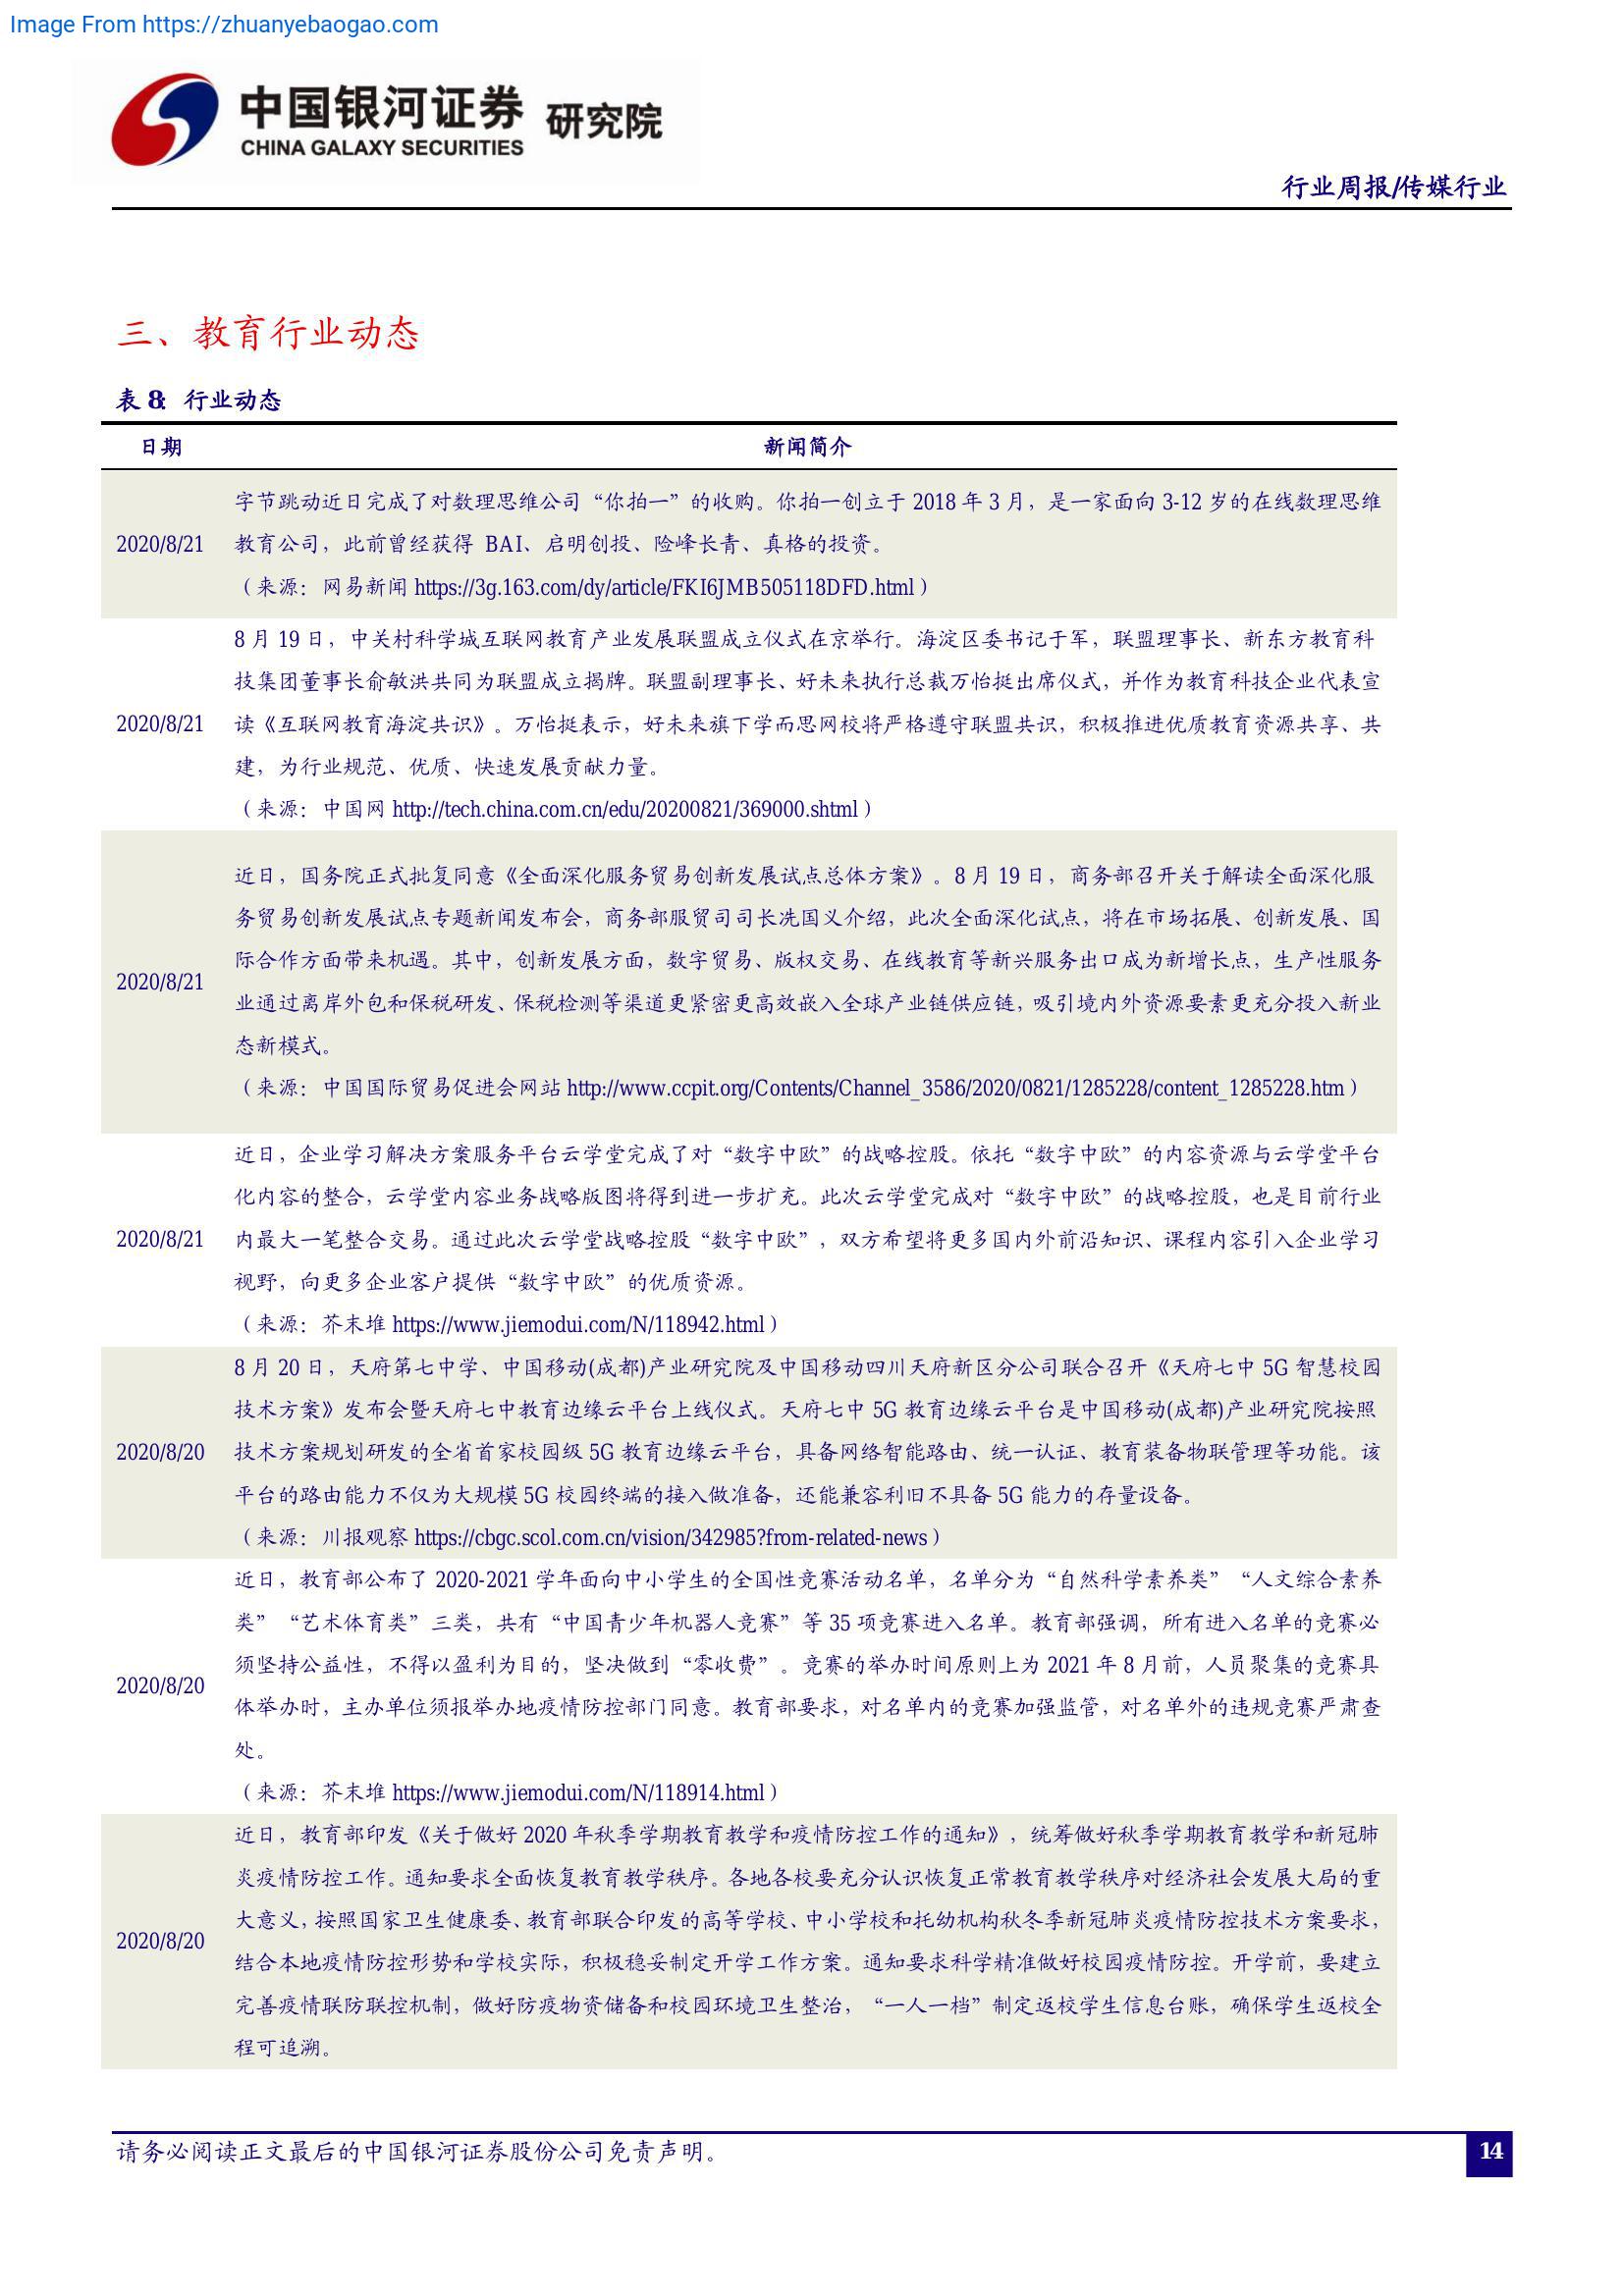 Image From https://zhuanyebaogao.com
中国银河证券 研究院
CHINA GALAXY SECURITIES
行业周报/传媒行业
三、教育行业动态
表 8: 行业动态
日期 新闻简介
字节跳动近日完成了对数理思维公司“你拍一”的收购。你拍一创立于 2018 年 3 月，是一家面向 3-12 岁的在线数理思维
2020/8/21 教育公司，此前曾经获得 BAI、启明创投、险峰长青、真格的投资。
（来源：网易新闻 https://3g.163.com/dy/article/FKI6JMB505118DFD.html）
8 月 19 日，中关村科学城互联网教育产业发展联盟成立仪式在京举行。海淀区委书记于军，联盟理事长、新东方教育科
技集团董事长俞敏洪共同为联盟成立揭牌。联盟副理事长、好未来执行总裁万怡挺出席仪式，并作为教育科技企业代表宣
2020/8/21 读《互联网教育海淀共识》。万怡挺表示，好未来旗下学而思网校将严格遵守联盟共识，积极推进优质教育资源共享、共
建，为行业规范、优质、快速发展贡献力量。
（来源：中国网 http://tech.china.com.cn/edu/20200821/369000.shtml）
近日，国务院正式批复同意《全面深化服务贸易创新发展试点总体方案》。8 月 19 日，商务部召开关于解读全面深化服
务贸易创新发展试点专题新闻发布会，商务部服贸司司长冼国义介绍，此次全面深化试点，将在市场拓展、创新发展、国
际合作方面带来机遇。其中，创新发展方面，数字贸易、版权交易、在线教育等新兴服务出口成为新增长点，生产性服务
2020/8/21 业通过离岸外包和保税研发、保税检测等渠道更紧密更高效嵌入全球产业链供应链，吸引境内外资源要素更充分投入新业
态新模式。
（来源：中国国际贸易促进会网站 http://www.ccpit.org/Contents/Channel_3586/2020/0821/1285228/content_1285228.htm）
近日，企业学习解决方案服务平台云学堂完成了对“数字中欧”的战略控股。依托“数字中欧”的内容资源与云学堂平台
化内容的整合，云学堂内容业务战略版图将得到进一步扩充。此次云学堂完成对“数字中欧”的战略控股，也是目前行业
2020/8/21 内最大一笔整合交易。通过此次云学堂战略控股“数字中欧”，双方希望将更多国内外前沿知识、课程内容引入企业学习
视野，向更多企业客户提供“数字中欧”的优质资源。
（来源：芥末堆 https://www.jiemodui.com/N/118942.html）
8 月 20 日，天府第七中学、中国移动(成都)产业研究院及中国移动四川天府新区分公司联合召开《天府七中 5G 智慧校园
技术方案》发布会暨天府七中教育边缘云平台上线仪式。天府七中 5G 教育边缘云平台是中国移动(成都)产业研究院按照
2020/8/20 技术方案规划研发的全省首家校园级 5G 教育边缘云平台，具备网络智能路由、统一认证、教育装备物联管理等功能。该
平台的路由能力不仅为大规模 5G 校园终端的接入做准备，还能兼容利旧不具备 5G 能力的存量设备。
（来源：川报观察 https://cbgc.scol.com.cn/vision/342985?from-related-news）
近日，教育部公布了 2020-2021 学年面向中小学生的全国性竞赛活动名单，名单分为“自然科学素养类”“人文综合素养
类”“艺术体育类”三类，共有“中国青少年机器人竞赛”等 35 项竞赛进入名单。教育部强调，所有进入名单的竞赛必
须坚持公益性，不得以盈利为目的，坚决做到“零收费”。竞赛的举办时间原则上为 2021 年 8 月前，人员聚集的竞赛具
2020/8/20 体举办时，主办单位须报举办地疫情防控部门同意。教育部要求，对名单内的竞赛加强监管，对名单外的违规竞赛严肃查
处。
（来源：芥末堆 https://www.jiemodui.com/N/118914.html）
近日，教育部印发《关于做好 2020 年秋季学期教育教学和疫情防控工作的通知》，统筹做好秋季学期教育教学和新冠肺
炎疫情防控工作。通知要求全面恢复教育教学秩序。各地各校要充分认识恢复正常教育教学秩序对经济社会发展大局的重
大意义，按照国家卫生健康委、教育部联合印发的高等学校、中小学校和托幼机构秋冬季新冠肺炎疫情防控技术方案要求，
2020/8/20 结合本地疫情防控形势和学校实际，积极稳妥制定开学工作方案。通知要求科学精准做好校园疫情防控。开学前，要建立
完善疫情联防联控机制，做好防疫物资储备和校园环境卫生整治，“一人一档”制定返校学生信息台账，确保学生返校全
程可追溯。
请务必阅读正文最后的中国银河证券股份公司免责声明。 14